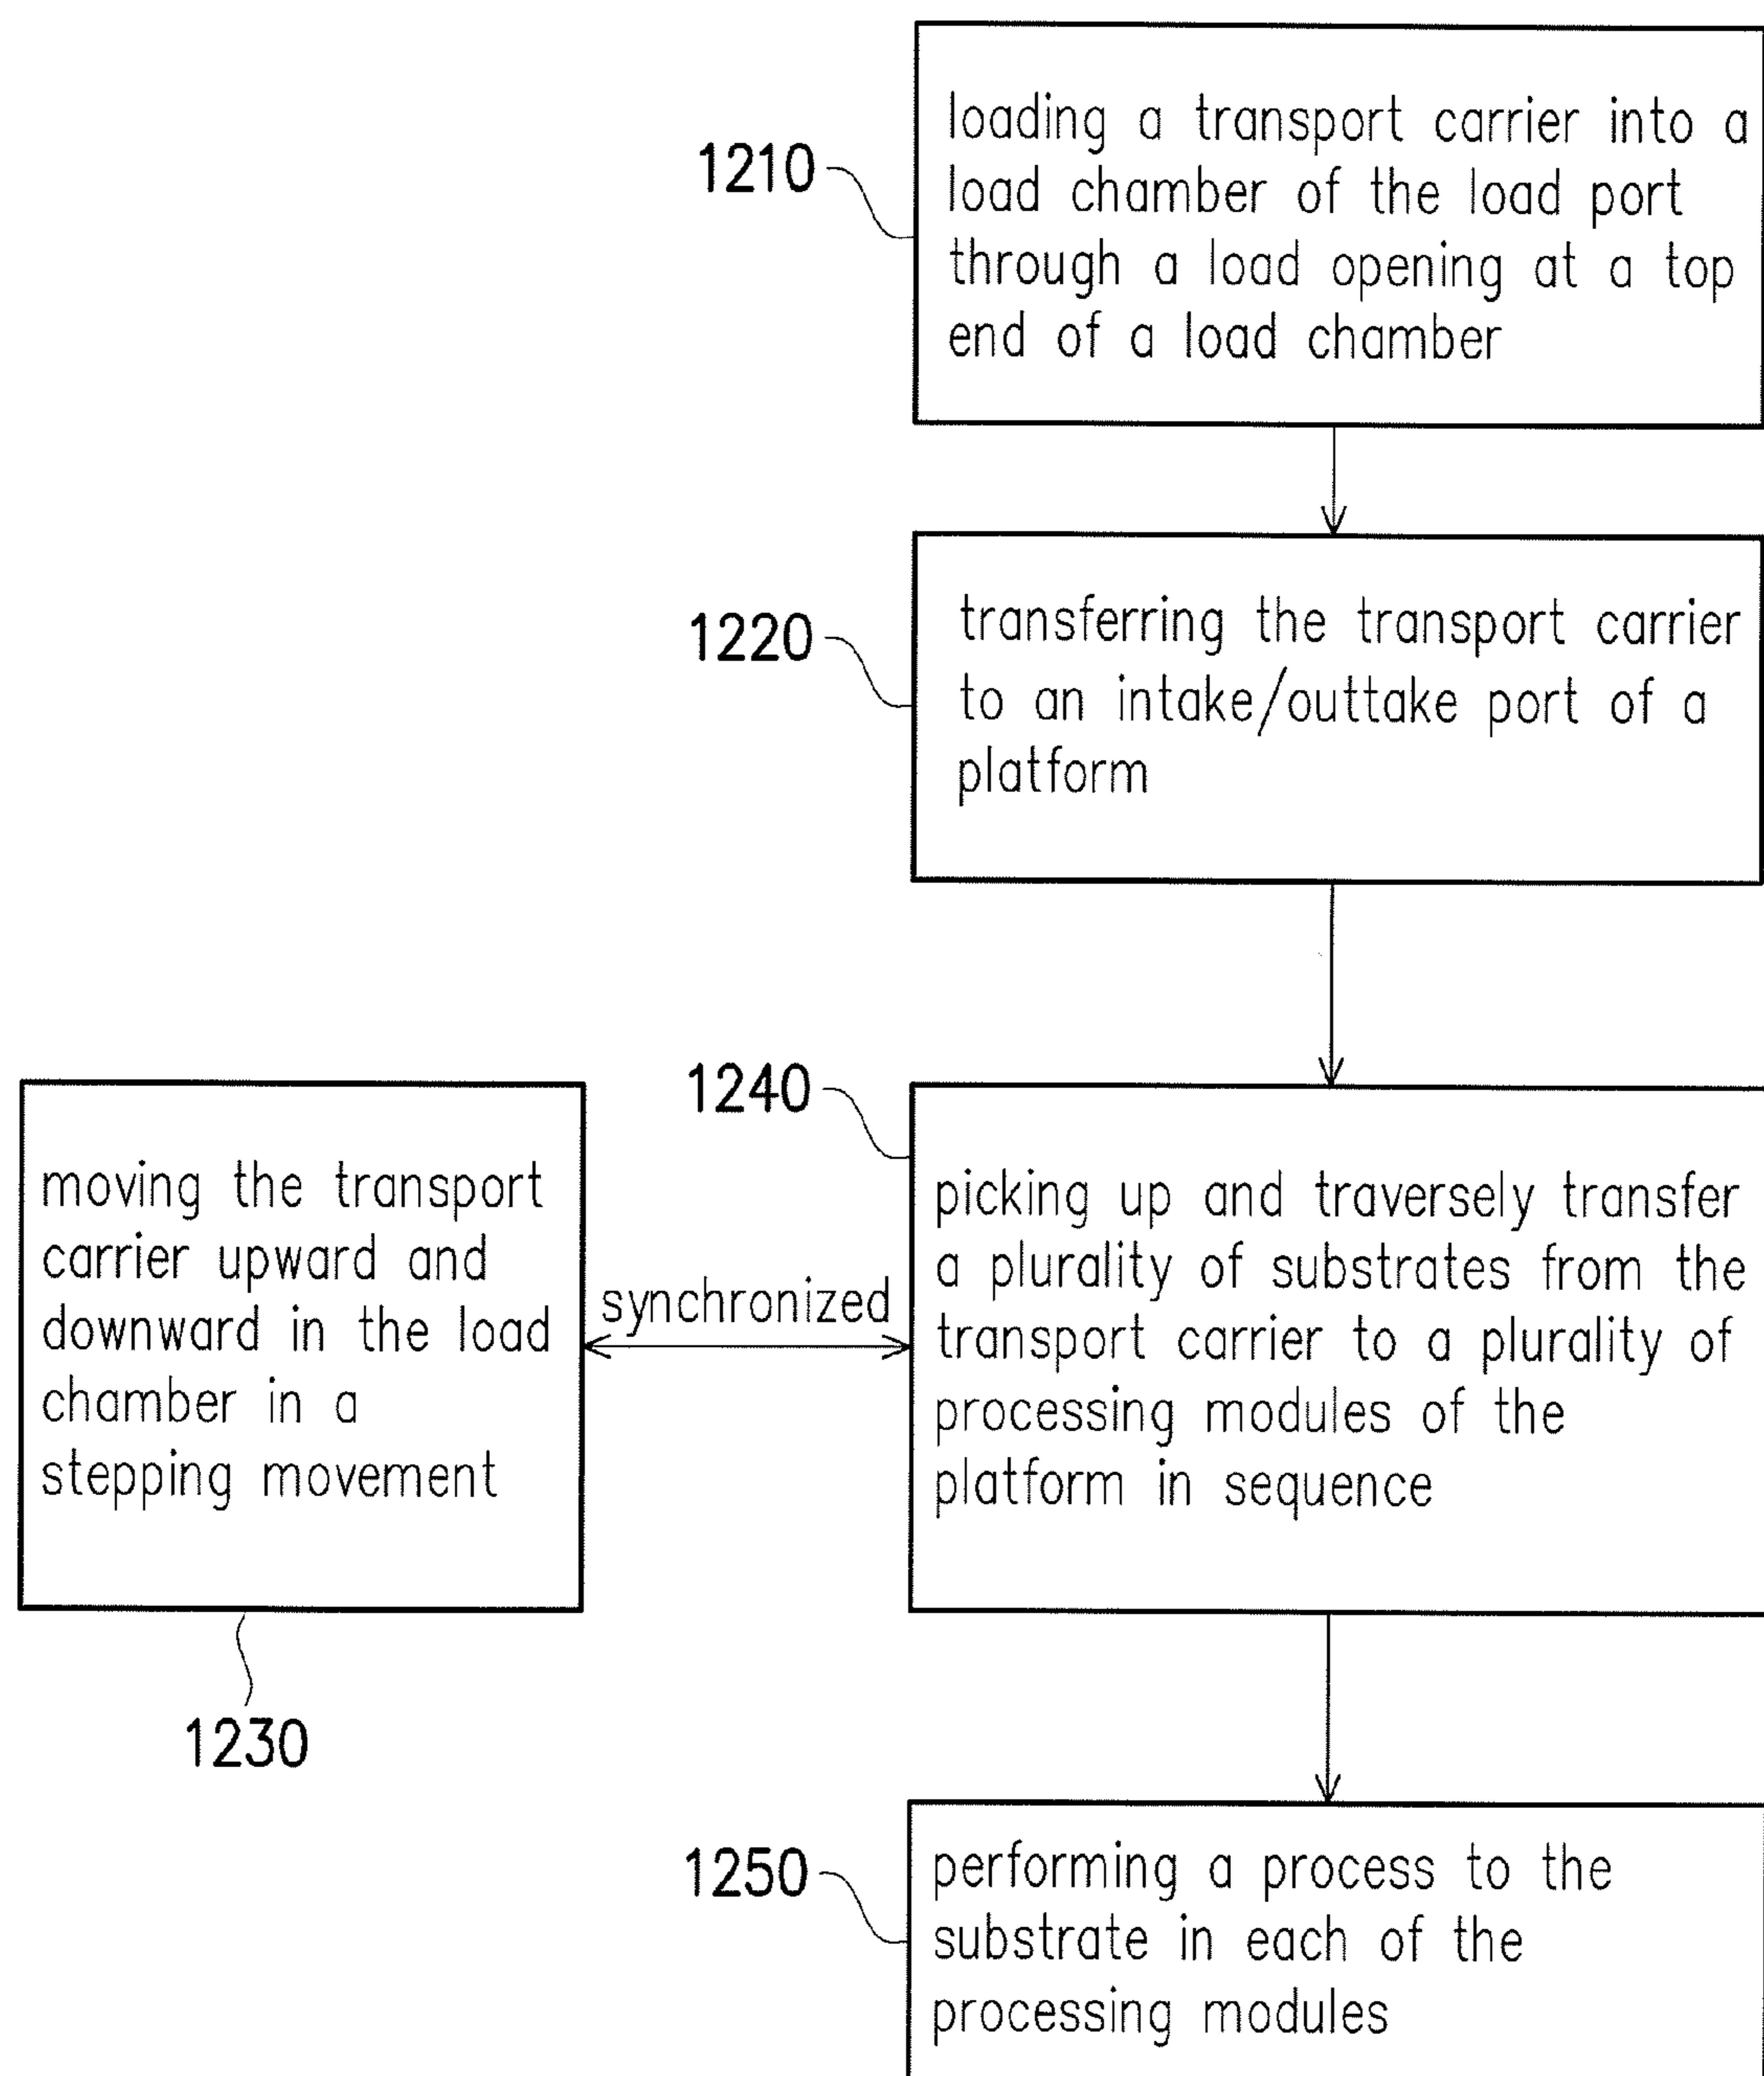 1210
loading a transport carrier into a
load chamber of the load port
through a load opening at a top
end of a load chamber
1220
transferring the transport carrier
to an intake/outtake port of a
platform
moving the transport
carrier upward and
downward in the load
chamber in a
stepping movement
1230
synchronized
1240
picking up and traversely transfer
a plurality of substrates from the
transport carrier to a plurality of
processing modules of the
platform in sequence
1250
performing a process to the
substrate in each of the
processing modules